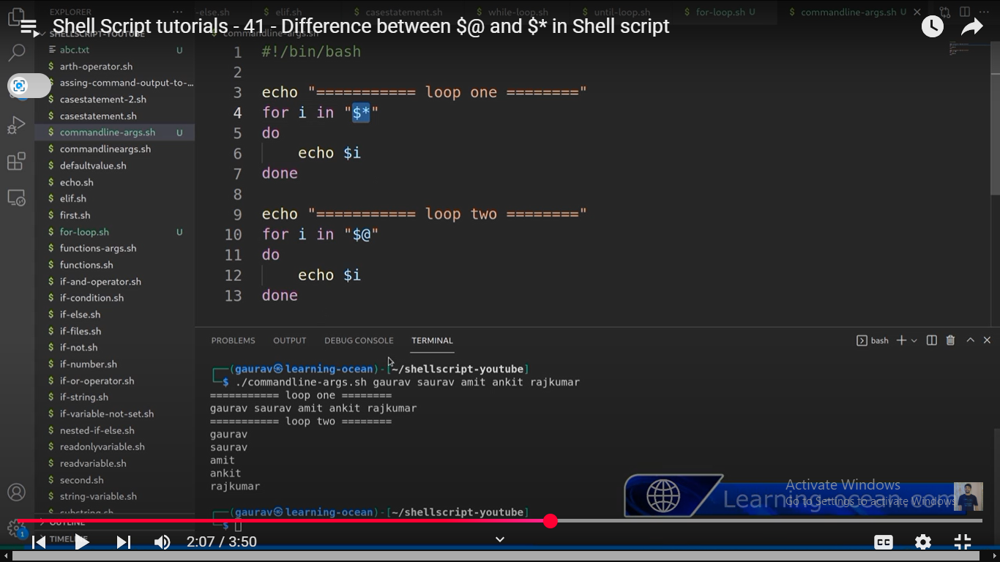 EXPLORER
-else.sh
$ elif.sh
$ casestatement.sh
$ while-loop.sh
$ until-loop.sh
$ for-loop.sh U
$ commandline-args.sh U
Shell Script tutorials - 41 - Difference between $@ and $* in Shell script
SHELLSCRIPT-YOUTUBE
commandline-args.sh
abc.txt U
$ arth-operator.sh
$ assing-command-output-to-...
$ casestatement-2.sh
$ casestatement.sh
$ commandline-args.sh U
$ commandlineargs.sh
$ defaultvalue.sh
$ echo.sh
$ elif.sh
$ first.sh
$ for-loop.sh U
$ functions-args.sh
$ functions.sh
$ if-and-operator.sh
$ if-condition.sh
$ if-else.sh
$ if-files.sh
$ if-not.sh
$ if-number.sh
$ if-or-operator.sh
$ if-string.sh
$ if-variable-not-set.sh
$ nested-if-else.sh
$ readonlyvariable.sh
$ readvariable.sh
$ second.sh
$ string-variable.sh
$ substring.sh
OUTLINE
TIMELINE
1 #!/bin/bash
2
3 echo "=========== loop one ========"
4 for i in "$*"
5 do
6 echo $i
7 done
8
9 echo "=========== loop two ========"
10 for i in "$@"
11 do
12 echo $i
13 done
PROBLEMS OUTPUT DEBUG CONSOLE TERMINAL
bash
(gaurav㉿learning-ocean)-[~/shellscript-youtube]
$ ./commandline-args.sh gaurav saurav amit ankit rajkumar
=========== loop one ========
gaurav saurav amit ankit rajkumar
=========== loop two ========
gaurav
saurav
amit
ankit
rajkumar
(gaurav㉿learning-ocean)-[~/shellscript-youtube]
$
Learning-ocean.com
Activate Windows
Go to Settings to activate Windows.
1
2:07 / 3:50
CC